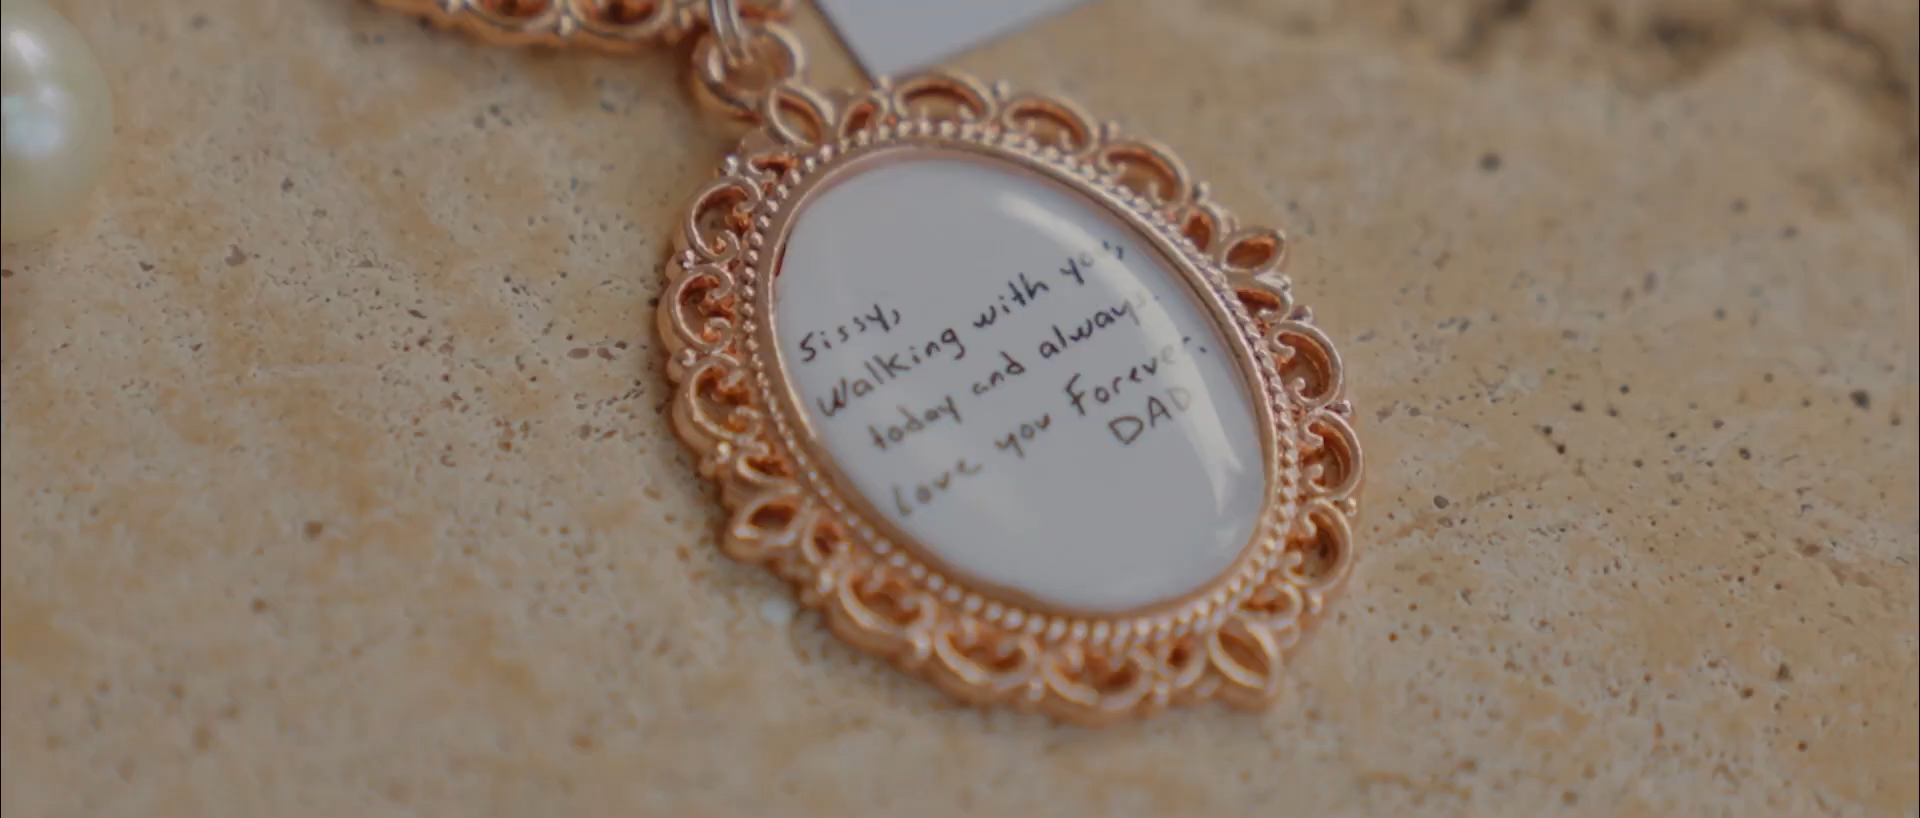 Sissy,
Walking with you,
today and always.
Love you Forever.
DAD